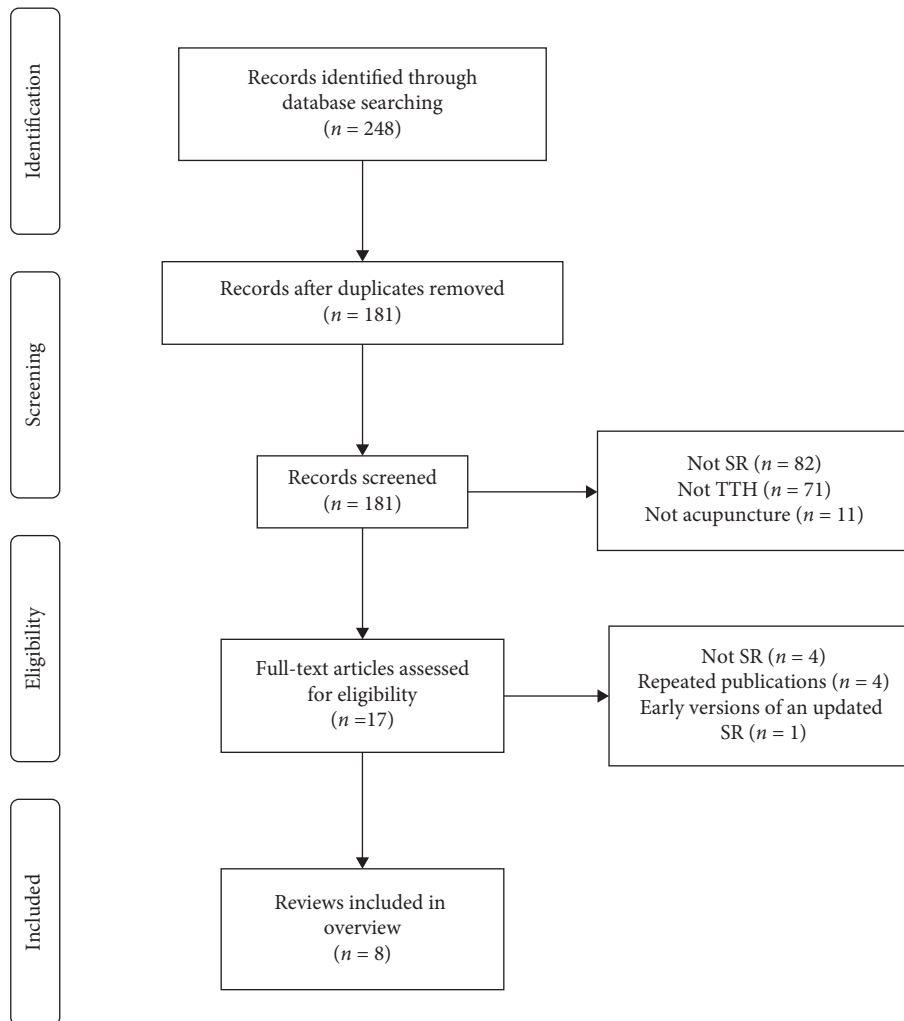 Identification
Records identified through
database searching
(n = 248)
Screening
Records after duplicates removed
(n = 181)
Records screened
(n = 181)
Not SR (n = 82)
Not TTH (n = 71)
Not acupuncture (n = 11)
Eligibility
Full-text articles assessed
for eligibility
(n =17)
Not SR (n = 4)
Repeated publications (n = 4)
Early versions of an updated
SR (n = 1)
Included
Reviews included in
overview
(n = 8)